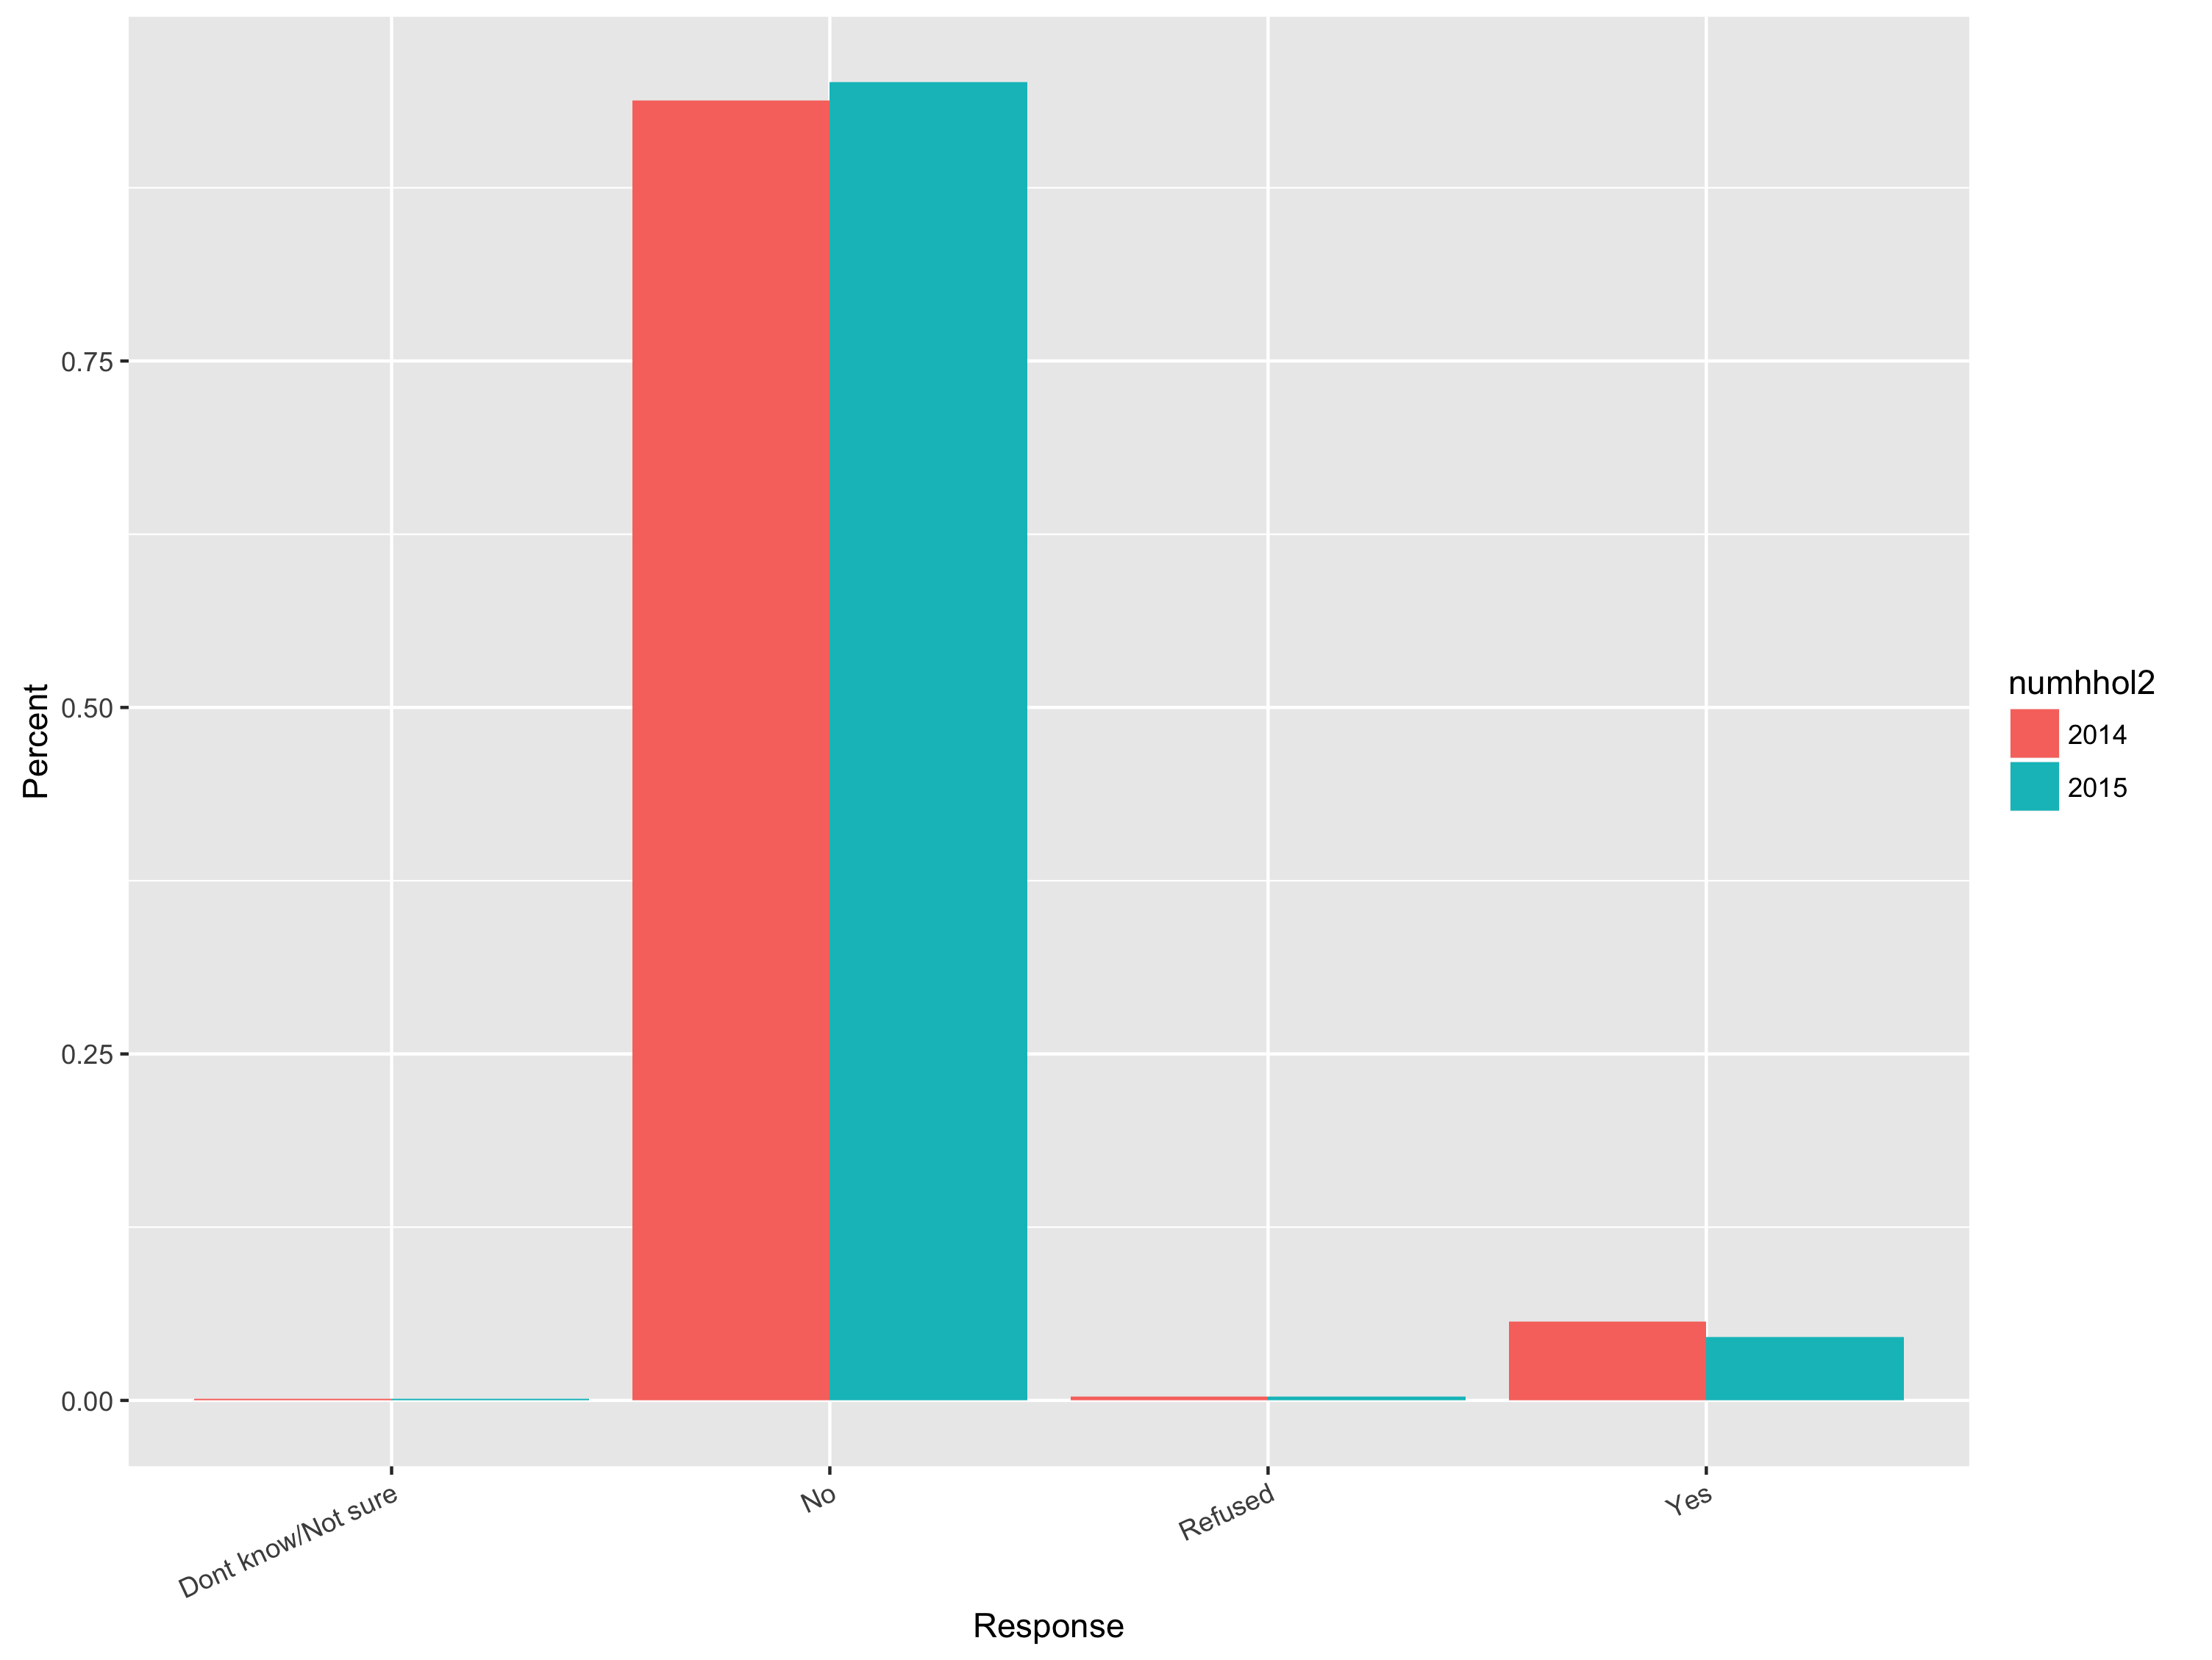 Percent
0.75
0.50
0.25
0.00
Dont know/Not sure
No
Refused
Yes
Response
numhhol2
2014
2015